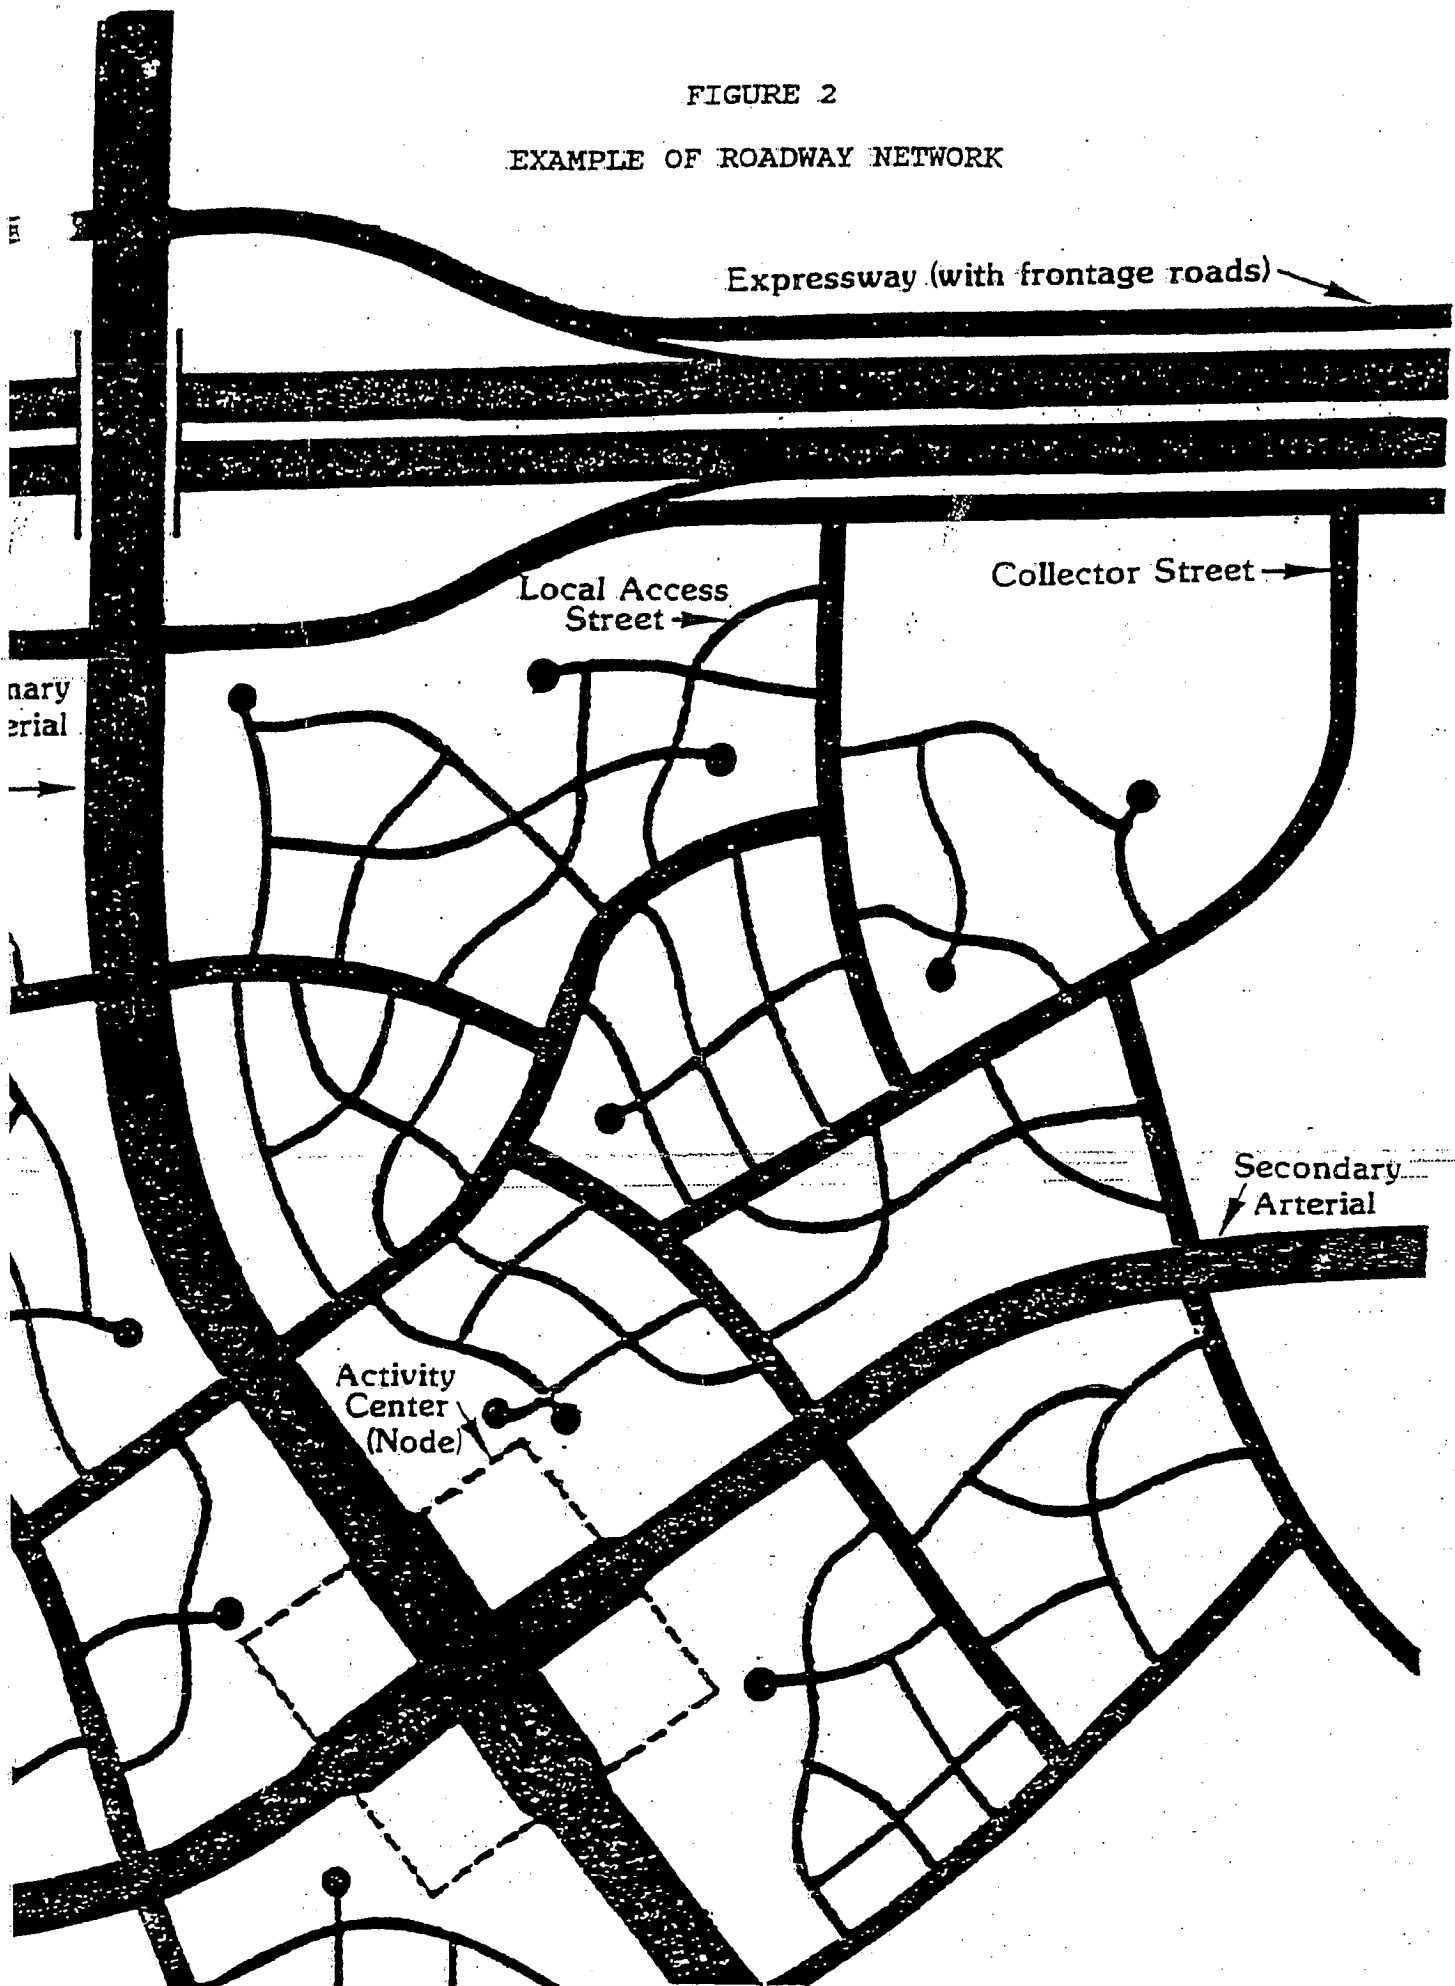 FIGURE 2
EXAMPLE OF ROADWAY NETWORK
Expressway (with frontage roads)
Local Access
Street
Collector Street
nary
erial
Secondary
Arterial
Activity
Center
(Node)